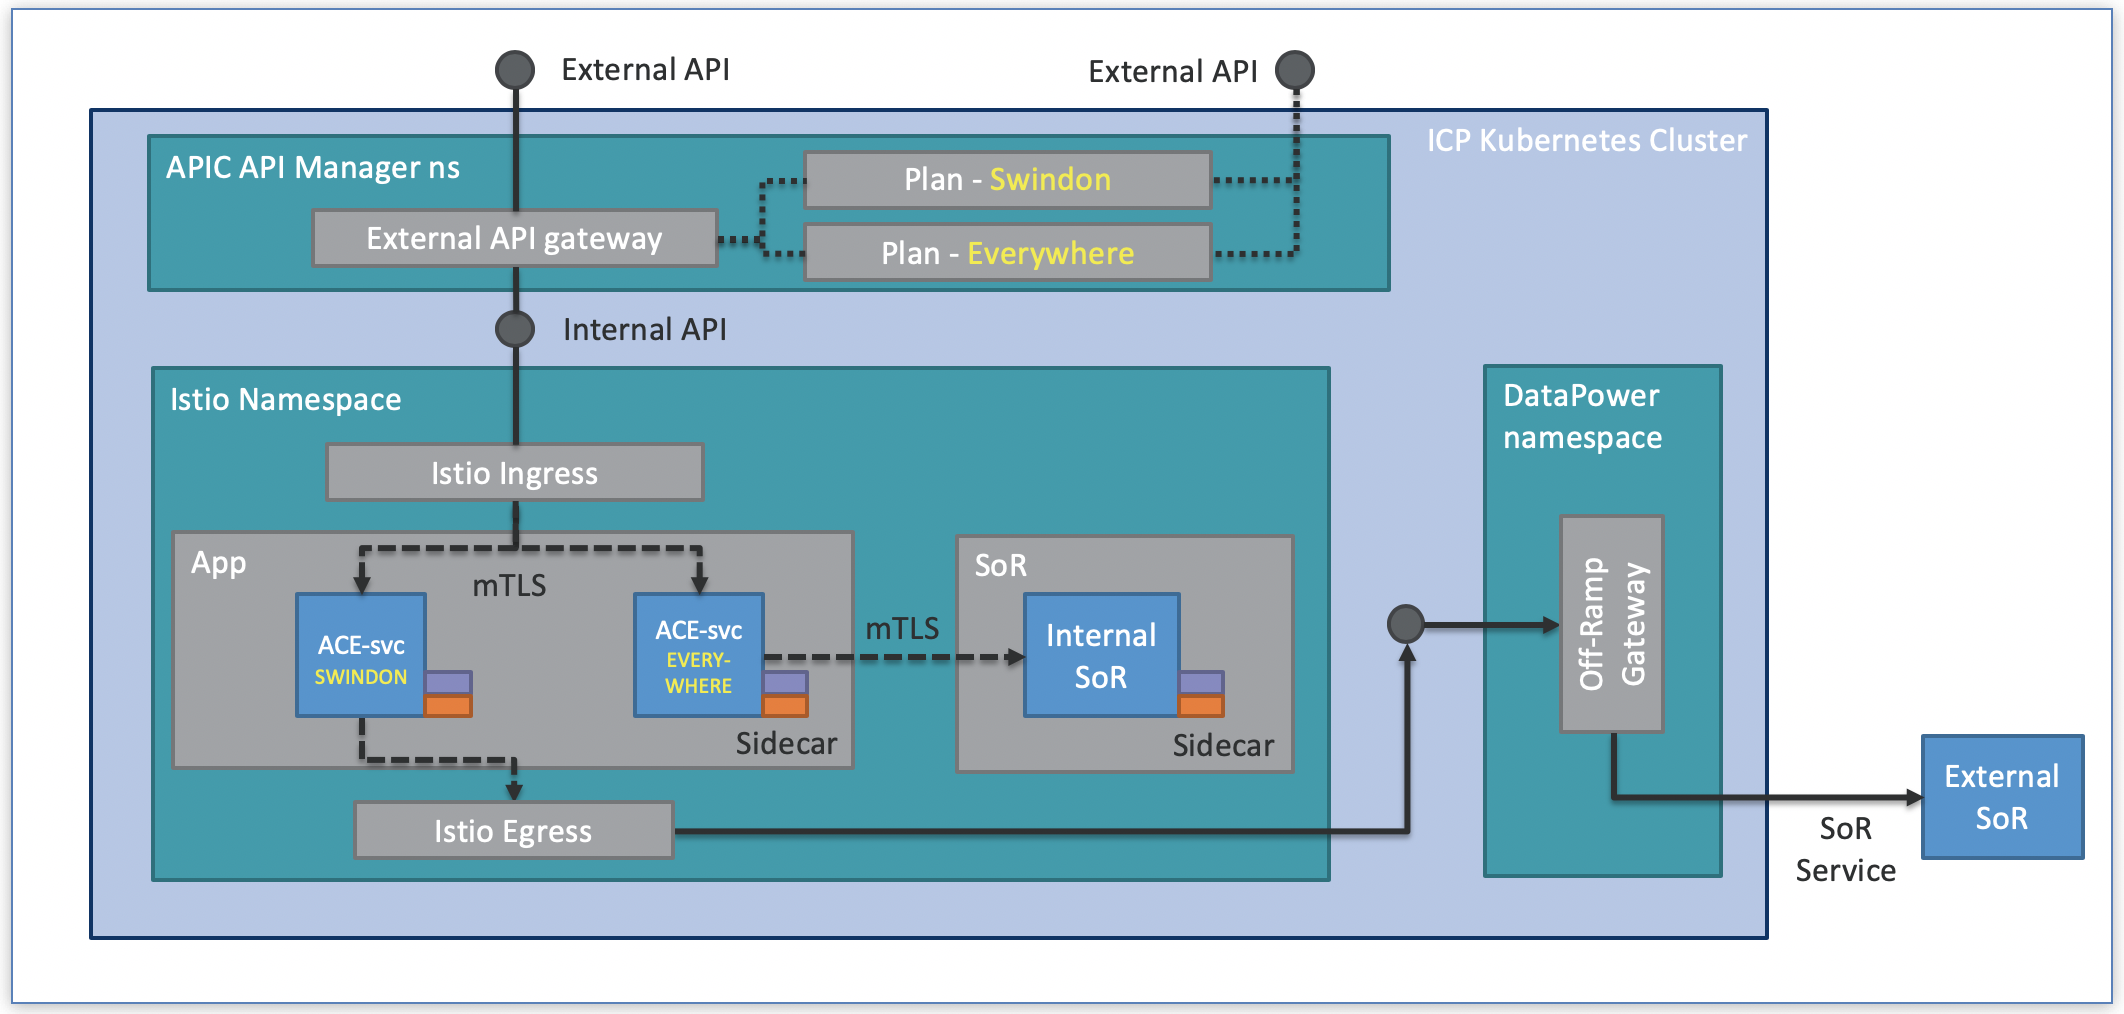 External API
External API
ICP Kubernetes Cluster
APIC API Manager ns
Plan - Swindon
External API gateway
Plan - Everywhere
Internal API
Istio Namespace
DataPower
namespace
Istio Ingress
App
mTLS
SoR
ACE-svc
SWINDON
ACE-svc
EVERY-
WHERE
mTLS
Internal
SoR
Off-Ramp
Gateway
Sidecar
Sidecar
Istio Egress
External
SoR
SoR
Service